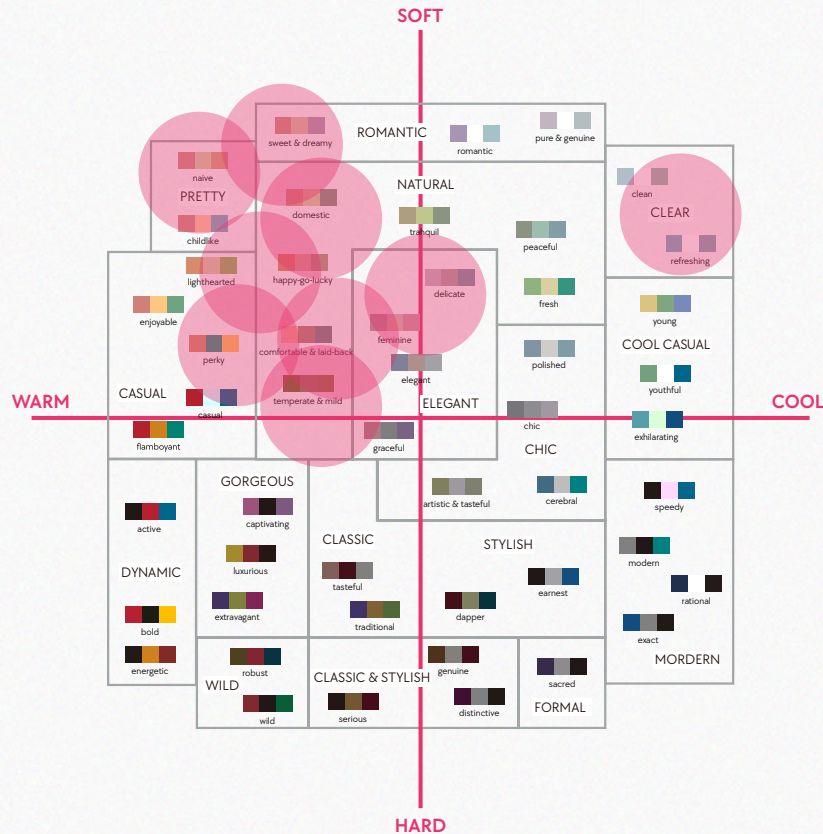 SOFT
ROMANTIC
pure & genuine
sweet & dreamy
romantic
naive
PRETTY
NATURAL
clean
domestic
CLEAR
childlike
tranquil
peaceful
refreshing
lighthearted
happy-go-lucky
delicate
fresh
enjoyable
young
feminine
COOL CASUAL
perky
comfortable & laid-back
polished
elegant
youthful
CASUAL
temperate & mild
WARM
ELEGANT
COOL
casual
chic
exhilarating
flamboyant
graceful
CHIC
GORGEOUS
artistic & tasteful
cerebral
speedy
captivating
active
CLASSIC
STYLISH
modern
DYNAMIC
luxurious
tasteful
earnest
rational
extravagant
traditional
dapper
bold
exact
MORDERN
energetic
robust
CLASSIC & STYLISH
genuine
sacred
WILD
wild
serious
distinctive
FORMAL
HARD